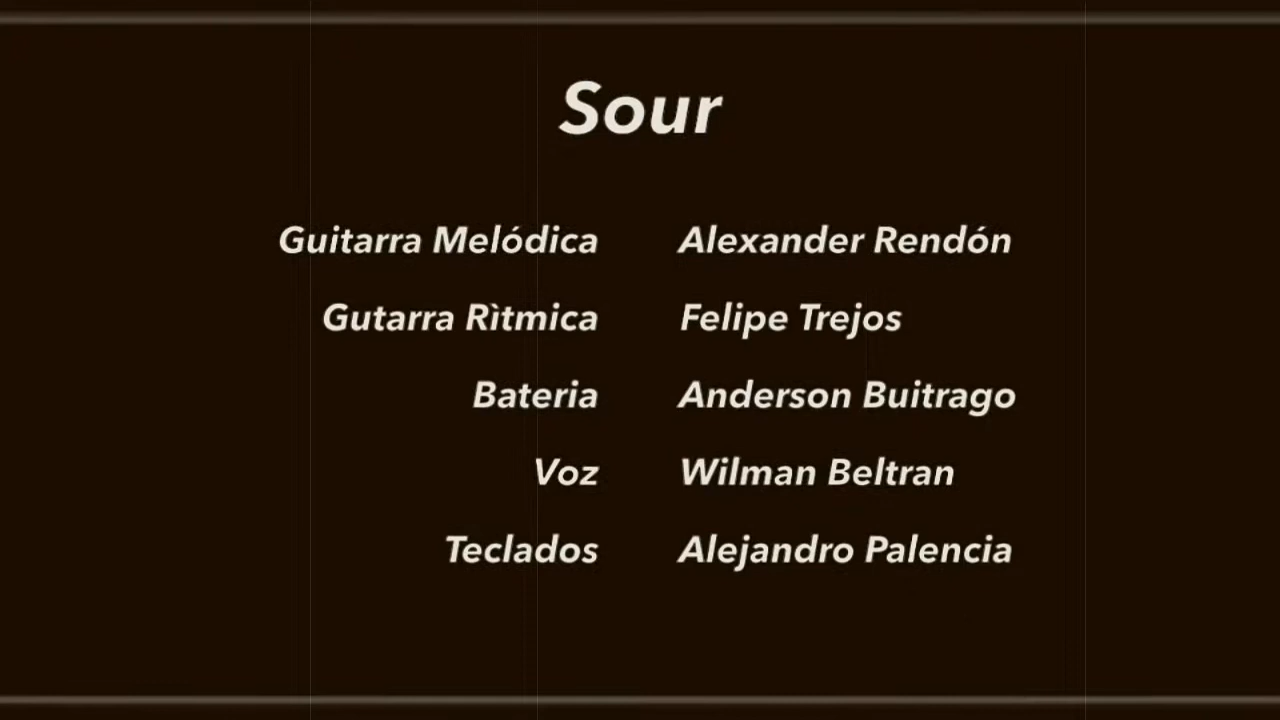 Sour
Guitarra Melódica Alexander Rendón
Gutarra Rìtmica Felipe Trejos
Bateria Anderson Buitrago
Voz Wilman Beltran
Teclados Alejandro Palencia